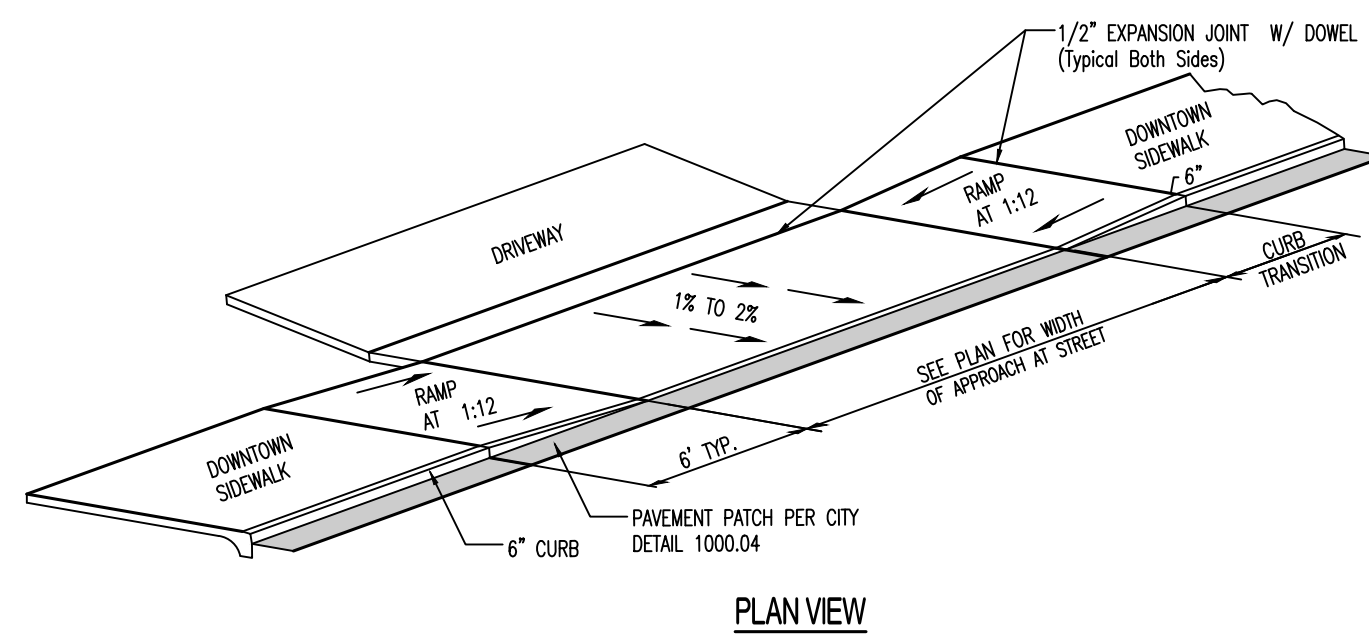 1/2" EXPANSION JOINT W/ DOWEL
(Typical Both Sides)
DOWNTOWN
SIDEWALK
6"
RAMP
AT 1:12
DRIVEWAY
CURB
TRANSITION
1% TO 2%
SEE PLAN FOR WIDTH
OF APPROACH AT STREET
RAMP
AT 1:12
DOWNTOWN
SIDEWALK
6' TYP.
PAVEMENT PATCH PER CITY
DETAIL 1000.04
6" CURB
PLAN VIEW